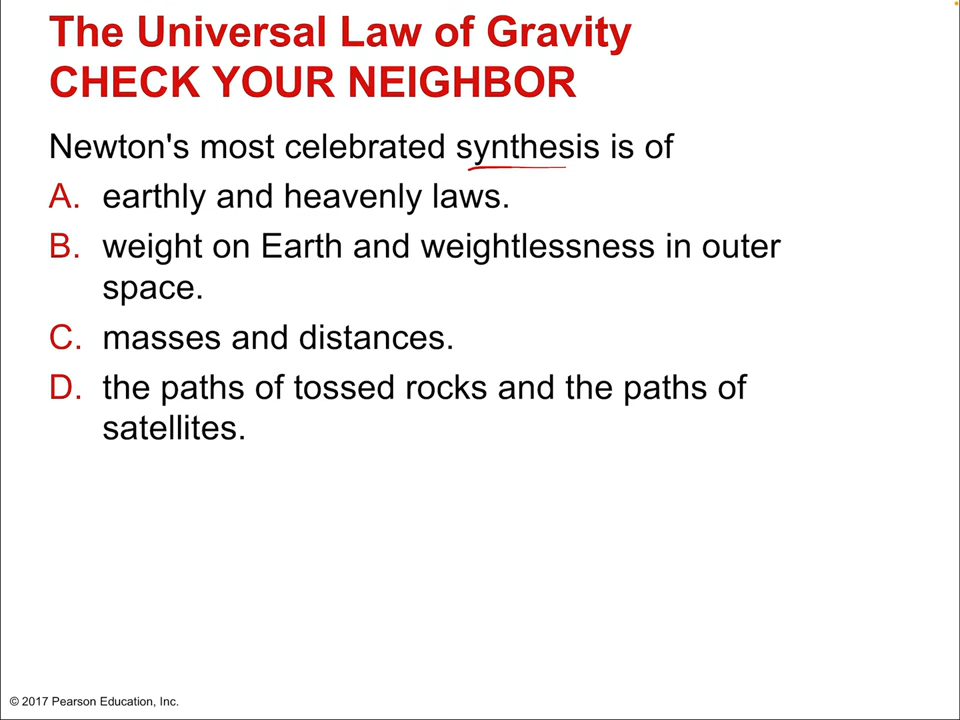 The Universal Law of Gravity
CHECK YOUR NEIGHBOR
Newton's most celebrated synthesis is of
A. earthly and heavenly laws.
B. weight on Earth and weightlessness in outer
space.
C. masses and distances.
D. the paths of tossed rocks and the paths of
satellites.
© 2017 Pearson Education, Inc.